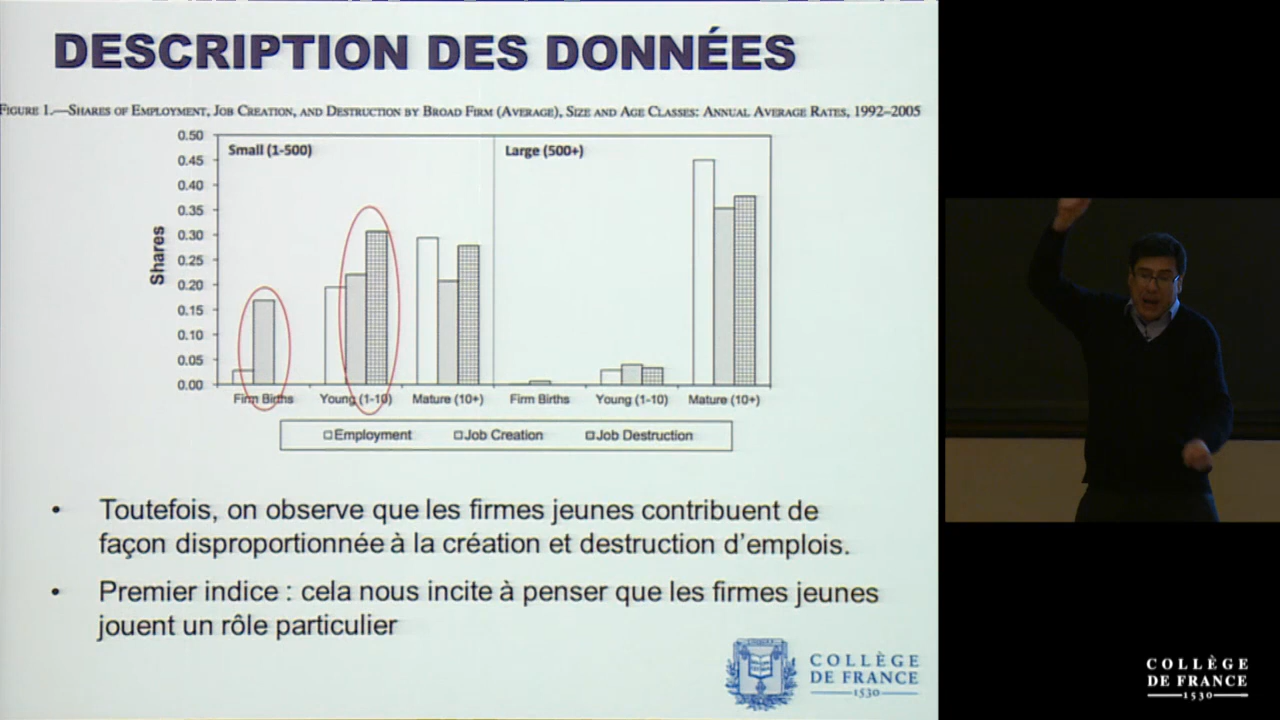 DESCRIPTION DES DONNÉES
FIGURE 1.—SHARES OF EMPLOYMENT, JOB CREATION, AND DESTRUCTION BY BROAD FIRM (AVERAGE), SIZE AND AGE CLASSES: ANNUAL AVERAGE RATES, 1992–2005
Small (1-500)
Large (500+)
0.50
0.45
0.40
0.35
0.30
0.25
0.20
0.15
0.10
0.05
0.00
Shares
Firm Births
Young (1-10)
Mature (10+)
Firm Births
Young (1-10)
Mature (10+)
Employment
Job Creation
Job Destruction
• Toutefois, on observe que les firmes jeunes contribuent de
façon disproportionnée à la création et destruction d'emplois.
• Premier indice : cela nous incite à penser que les firmes jeunes
jouent un rôle particulier
COLLÈGE
DE FRANCE
1530
COLLÈGE
DE FRANCE
1530